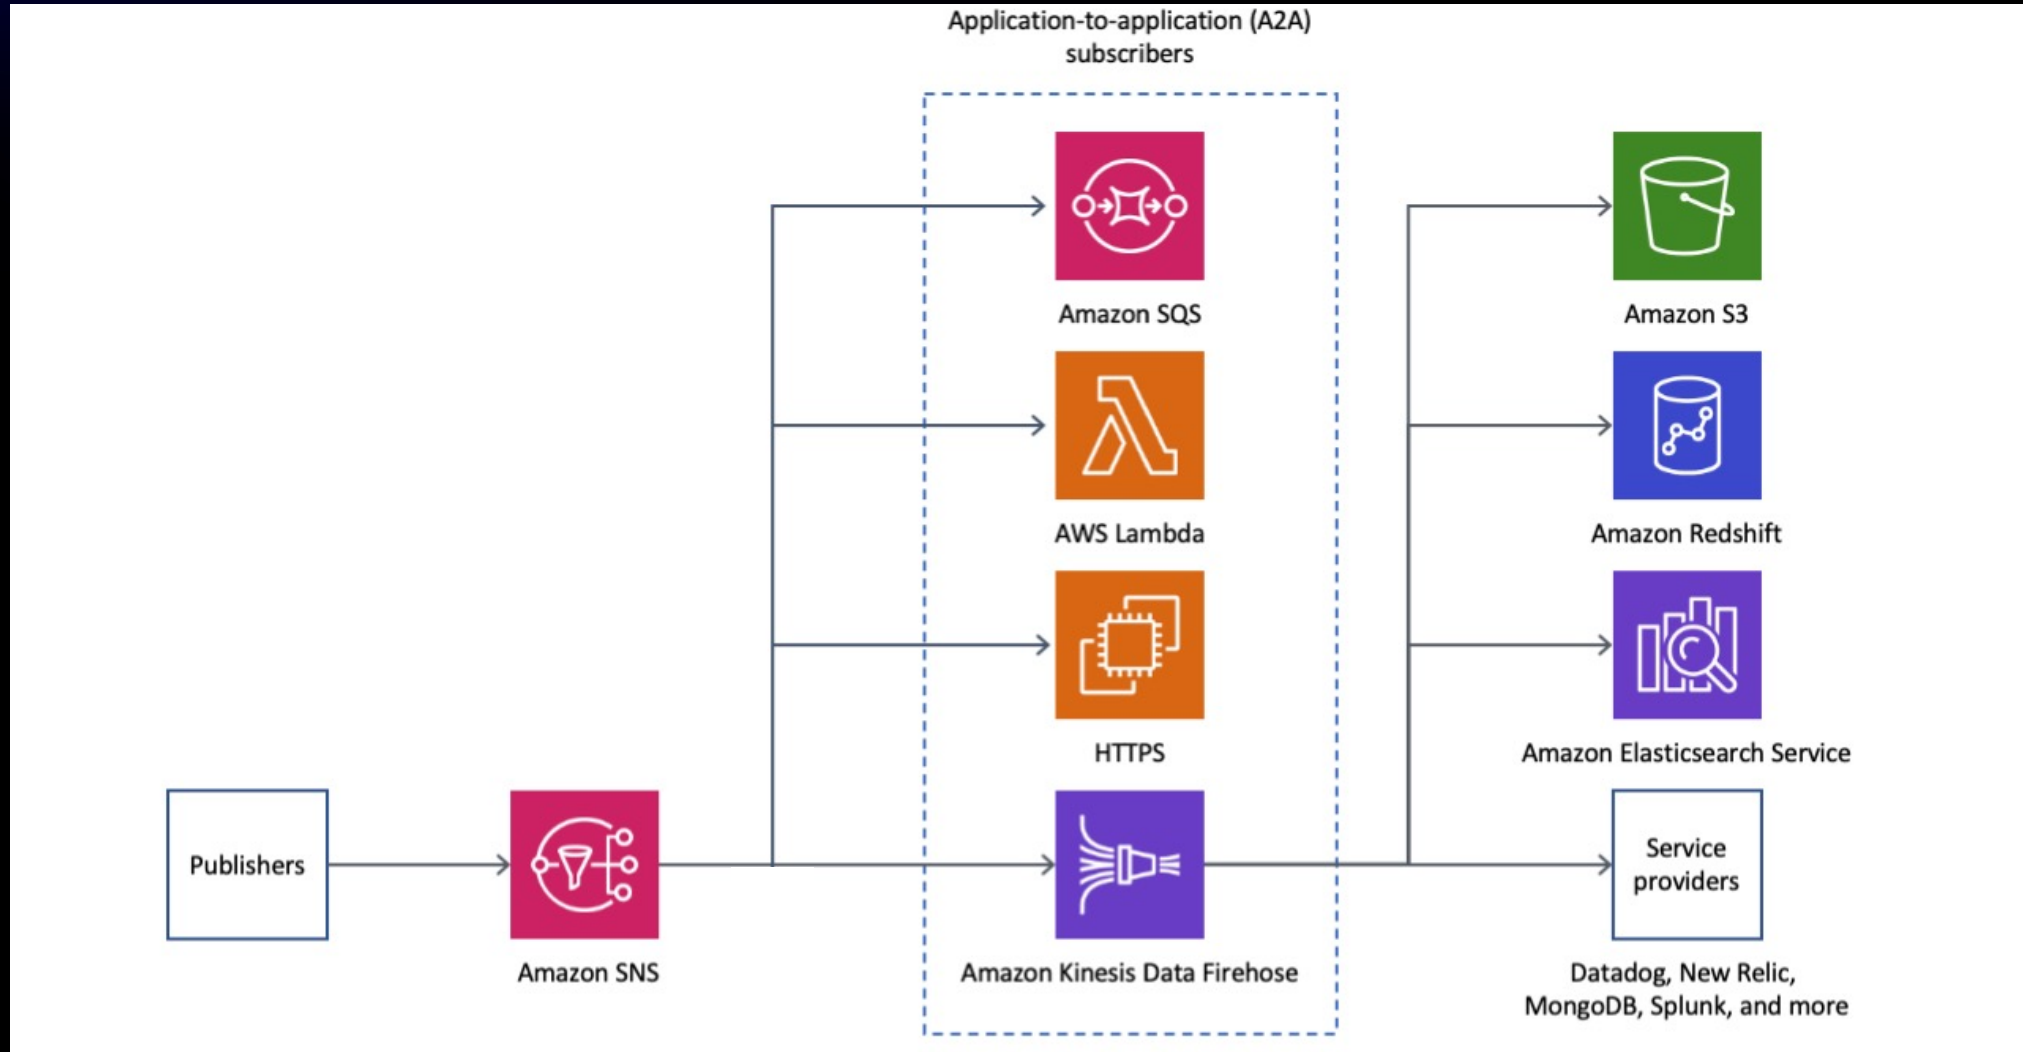 Application-to-application (A2A)
subscribers
Amazon SQS
Amazon S3
AWS Lambda
Amazon Redshift
HTTPS
Amazon Elasticsearch Service
Publishers
Service
providers
Amazon SNS
Amazon Kinesis Data Firehose
Datadog, New Relic,
MongoDB, Splunk, and more